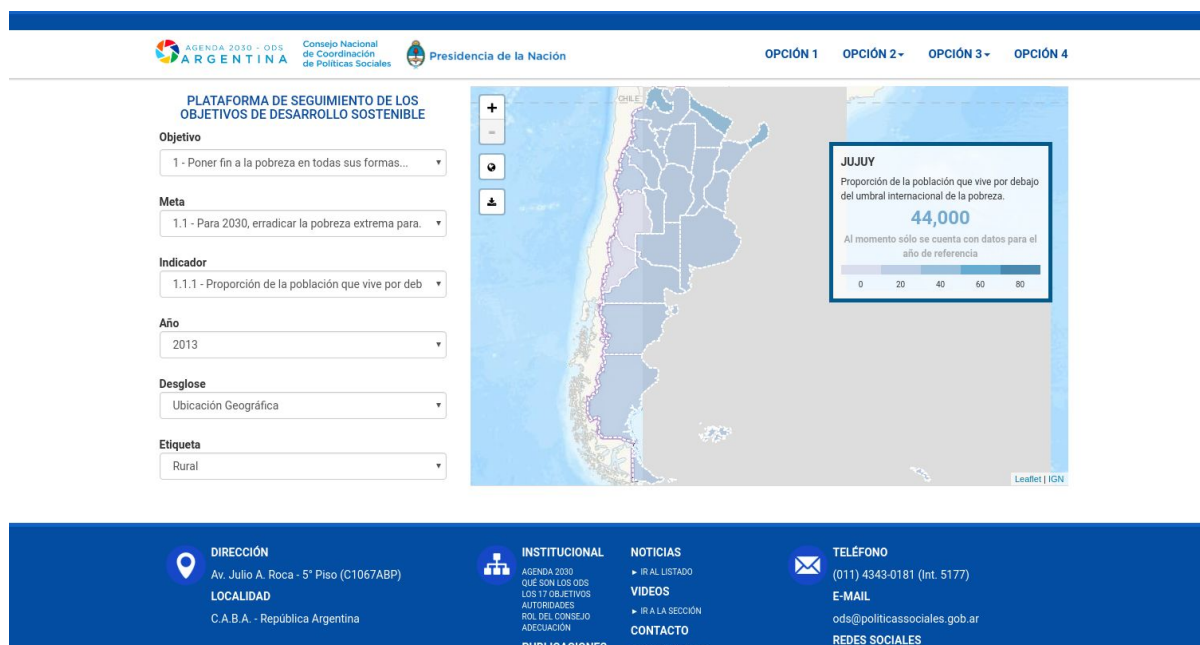 AGENDA 2030 - ODS
ARGENTINA
Consejo Nacional
de Coordinación
de Políticas Sociales
Presidencia de la Nación
OPCIÓN 1
OPCIÓN 2
OPCIÓN 3
OPCIÓN 4
PLATAFORMA DE SEGUIMIENTO DE LOS
OBJETIVOS DE DESARROLLO SOSTENIBLE
Objetivo
1 - Poner fin a la pobreza en todas sus formas...
Meta
1.1 - Para 2030, erradicar la pobreza extrema para.
Indicador
1.1.1 - Proporción de la población que vive por deb
Año
2013
Desglose
Ubicación Geográfica
Etiqueta
Rural
+
-
CHILE
JUJUY
Proporción de la población que vive por debajo
del umbral internacional de la pobreza.
44,000
Al momento sólo se cuenta con datos para el
año de referencia
0 20 40 60 80
Leaflet | IGN
DIRECCIÓN
Av. Julio A. Roca - 5° Piso (C1067ABP)
LOCALIDAD
C.A.B.A. - República Argentina
INSTITUCIONAL
AGENDA 2030
QUÉ SON LOS ODS
LOS 17 OBJETIVOS
AUTORIDADES
ROL DEL CONSEJO
ADECUACIÓN
PUBLICACIONES
NOTICIAS
► IR AL LISTADO
VIDEOS
► IR A LA SECCIÓN
CONTACTO
TELÉFONO
(011) 4343-0181 (Int. 5177)
E-MAIL
ods@politicassociales.gob.ar
REDES SOCIALES